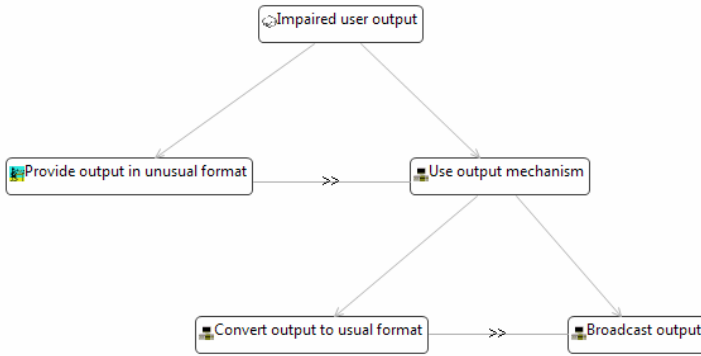 Impaired user output
Provide output in unusual format
>>
Use output mechanism
Convert output to usual format
>>
Broadcast output